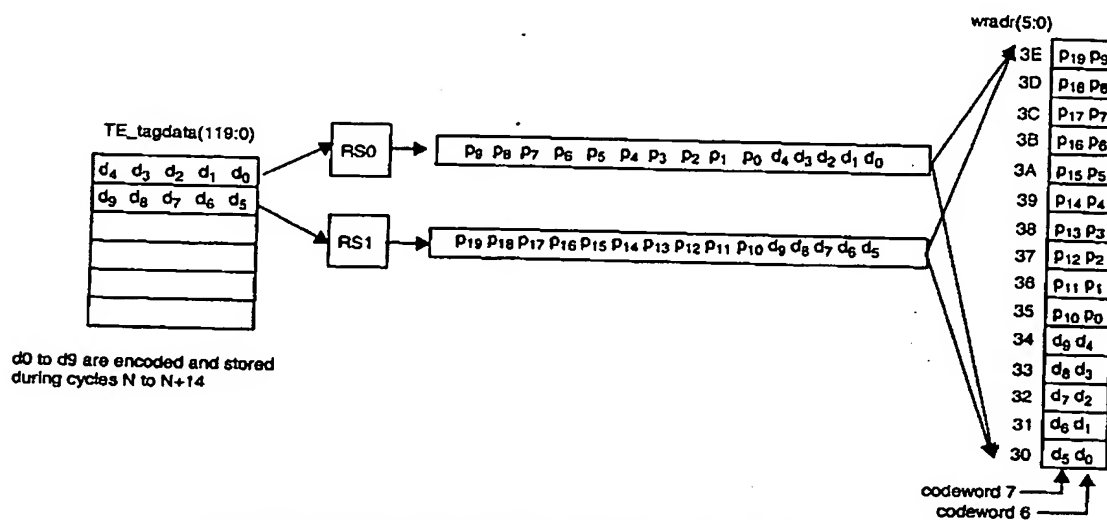 wradr(5:0)
3E p19 p9
3D p18 p8
3C p17 p7
3B p16 p6
3A p15 p5
39 p14 p4
38 p13 p3
37 p12 p2
36 p11 p1
35 p10 p0
34 d9 d4
33 d8 d3
32 d7 d2
31 d6 d1
30 d5 d0
codeword 7
codeword 6
TE_tagdata(119:0)
d4 d3 d2 d1 d0
d9 d8 d7 d6 d5
RS0
p9 p8 p7 p6 p5 p4 p3 p2 p1 p0 d4 d3 d2 d1 d0
RS1
p19 p18 p17 p16 p15 p14 p13 p12 p11 p10 d9 d8 d7 d6 d5
d0 to d9 are encoded and stored
during cycles N to N+14